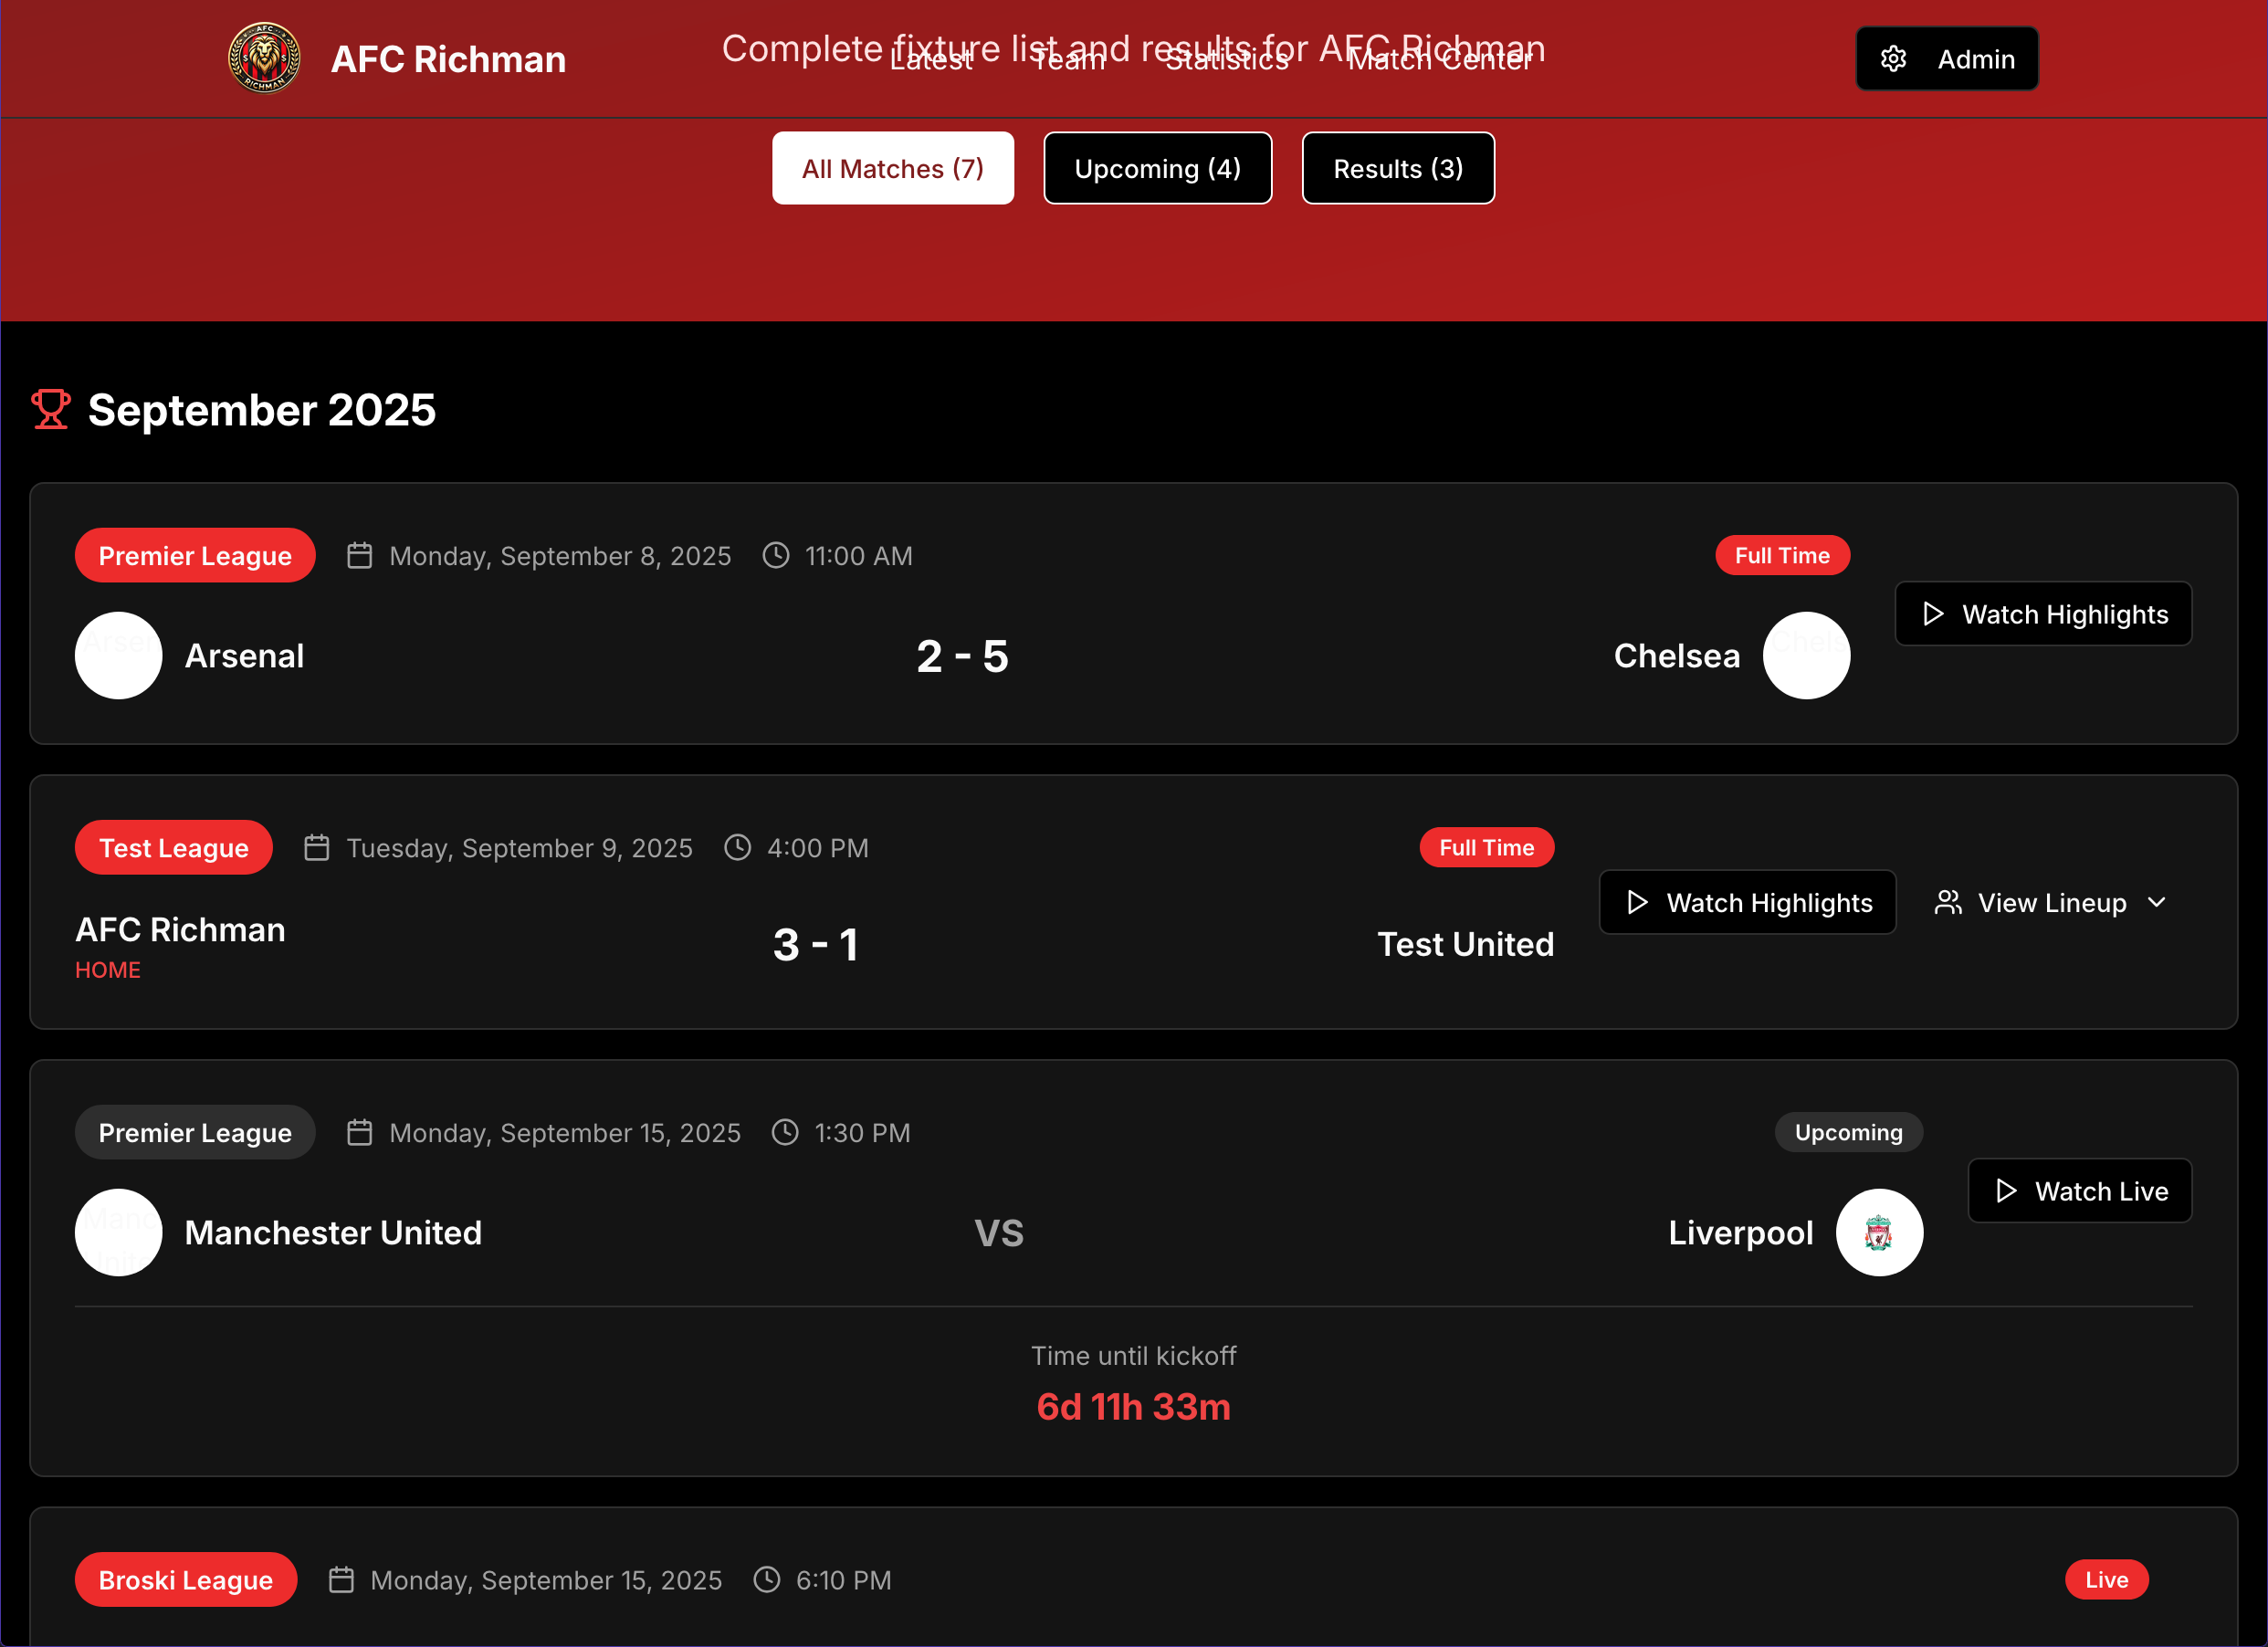 AFC
RICHMAN
AFC Richman
Complete fixture list and results for AFC Richman
Latest
Team
Statistics
Match Center
Admin
All Matches (7)
Upcoming (4)
Results (3)
September 2025
Premier League
Monday, September 8, 2025
11:00 AM
Full Time
Arsenal
2 - 5
Chelsea
Watch Highlights
Test League
Tuesday, September 9, 2025
4:00 PM
Full Time
AFC Richman
HOME
3 - 1
Test United
Watch Highlights
View Lineup
Premier League
Monday, September 15, 2025
1:30 PM
Upcoming
Manchester United
VS
Liverpool
Watch Live
Time until kickoff
6d 11h 33m
Broski League
Monday, September 15, 2025
6:10 PM
Live